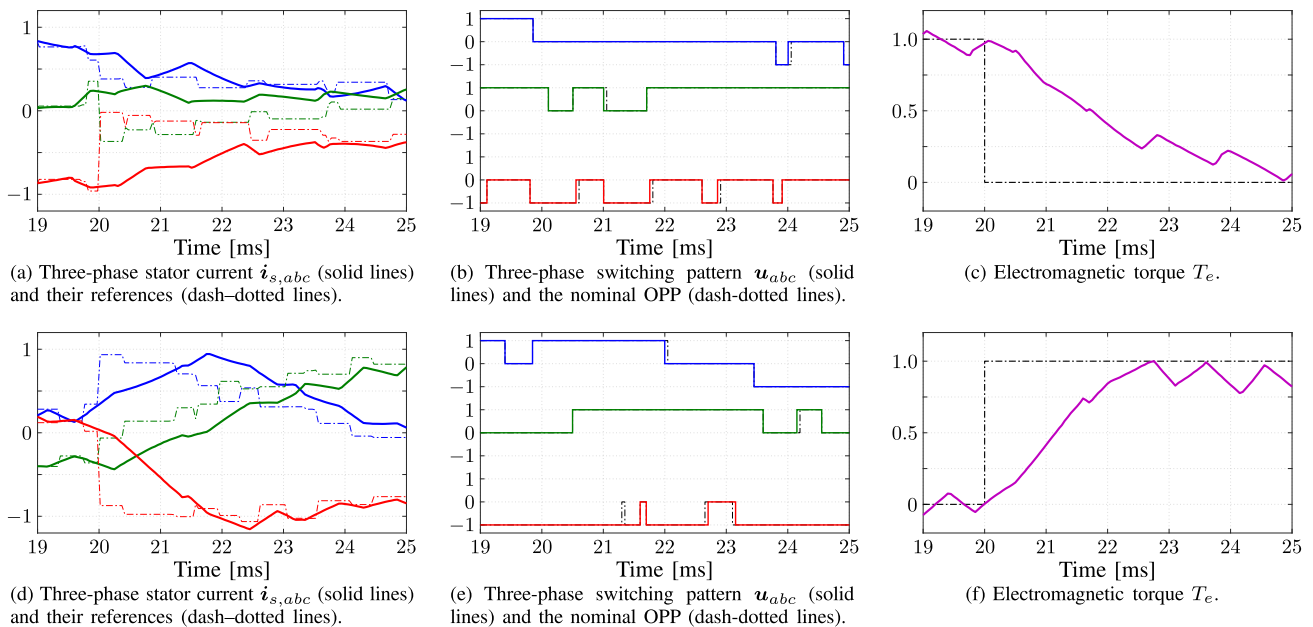 1
0
−1
19 20 21 22 23 24 25
Time [ms]
(a) Three-phase stator current i_{s,abc} (solid lines)
and their references (dash–dotted lines).
1
0
−1
1
0
−1
1
0
−1
19 20 21 22 23 24 25
Time [ms]
(b) Three-phase switching pattern u_{abc} (solid
lines) and the nominal OPP (dash-dotted lines).
1.0
0.5
0
19 20 21 22 23 24 25
Time [ms]
(c) Electromagnetic torque T_e.
1
0
−1
19 20 21 22 23 24 25
Time [ms]
(d) Three-phase stator current i_{s,abc} (solid lines)
and their references (dash–dotted lines).
1
0
−1
1
0
−1
1
0
−1
19 20 21 22 23 24 25
Time [ms]
(e) Three-phase switching pattern u_{abc} (solid
lines) and the nominal OPP (dash-dotted lines).
1.0
0.5
0
19 20 21 22 23 24 25
Time [ms]
(f) Electromagnetic torque T_e.